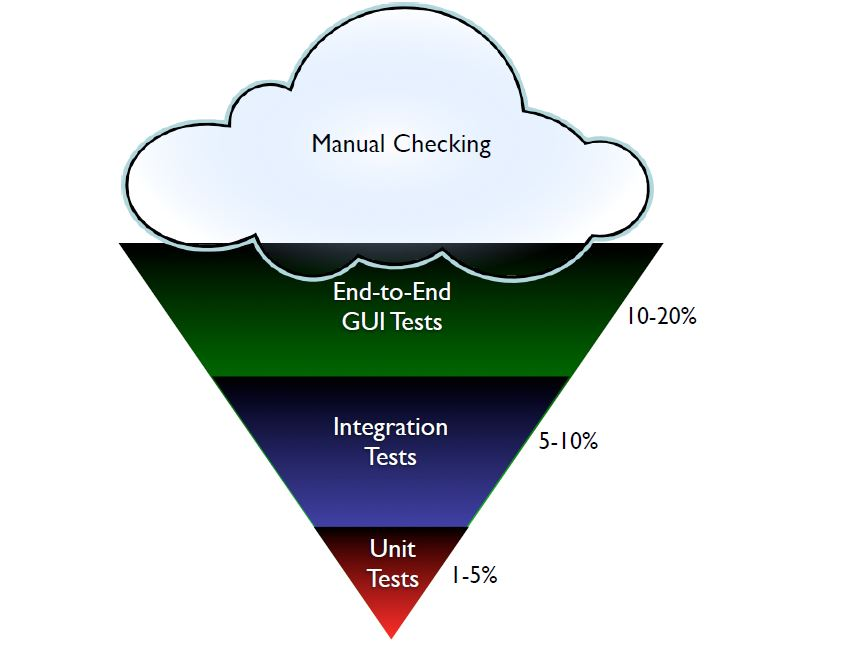 Manual Checking
End-to-End
GUI Tests
10-20%
Integration
Tests
5-10%
Unit
Tests
1-5%